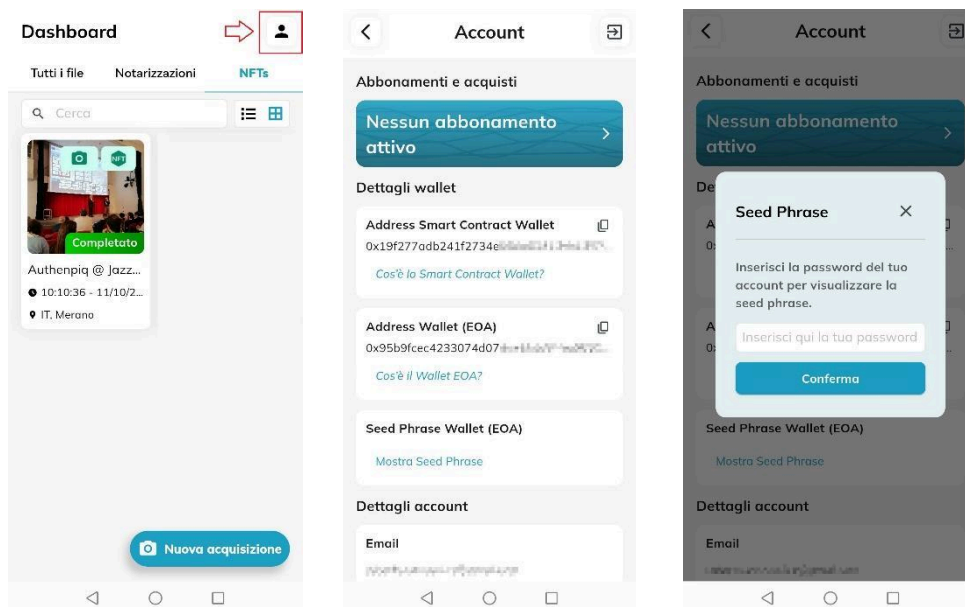 Dashboard
Tutti i file Notarizzazioni NFTs
Cerca
NFT
Completato
Authenpiq @ Jazz...
10:10:36 - 11/10/2...
IT, Merano
Nuova acquisizione
Account
Abbonamenti e acquisti
Nessun abbonamento
attivo
Dettagli wallet
Address Smart Contract Wallet
0x19f277adb241f2734e
Cos'è lo Smart Contract Wallet?
Address Wallet (EOA)
0x95b9fcec4233074d07
Cos'è il Wallet EOA?
Seed Phrase Wallet (EOA)
Mostra Seed Phrase
Dettagli account
Email
Account
Abbonamenti e acquisti
Nessun abbonamento
attivo
De
Seed Phrase
A
0x
Inserisci la password del tuo
account per visualizzare la
seed phrase.
A
0x
Inserisci qui la tua password
Conferma
Seed Phrase Wallet (EOA)
Mostra Seed Phrase
Dettagli account
Email